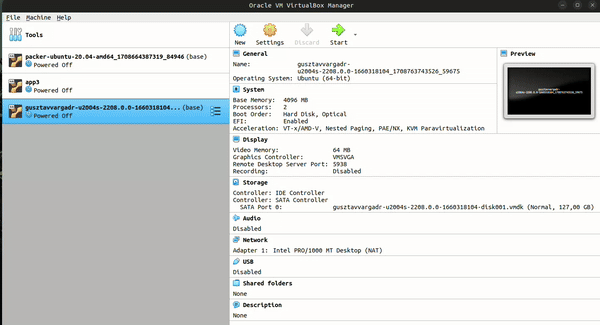 Oracle VM VirtualBox Manager
File Machine Help
Tools
packer-ubuntu-20.04-amd64_1708664387319_84946 (base)
Powered Off
app3
Powered Off
gusztavvargadr-u2004s-2208.0.0-1660318104... (base)
Powered Off
New Settings Discard Start
General
Name: gusztavvargadr-
u2004s-2208.0.0-1660318104_1708763743526_59675
Operating System: Ubuntu (64-bit)
System
Base Memory: 4096 MB
Processors: 2
Boot Order: Hard Disk, Optical
EFI: Enabled
Acceleration: VT-x/AMD-V, Nested Paging, PAE/NX, KVM Paravirtualization
Display
Video Memory: 64 MB
Graphics Controller: VMSVGA
Remote Desktop Server Port: 5938
Recording: Disabled
Storage
Controller: IDE Controller
Controller: SATA Controller
SATA Port 0: gusztavvargadr-u2004s-2208.0.0-1660318104-disk001.vmdk (Normal, 127,00 GB)
Audio
Disabled
Network
Adapter 1: Intel PRO/1000 MT Desktop (NAT)
USB
Disabled
Shared folders
None
Description
None
Preview